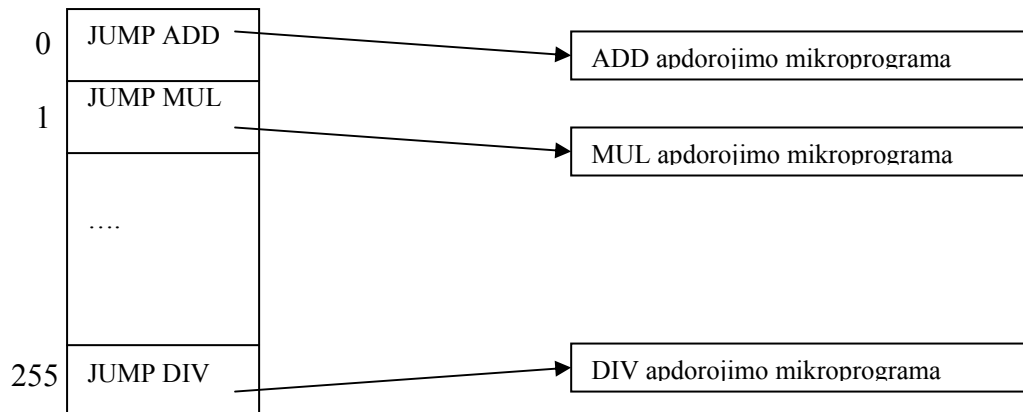 0 JUMP ADD
ADD apdorojimo mikroprograma
1 JUMP MUL
MUL apdorojimo mikroprograma
….
255 JUMP DIV
DIV apdorojimo mikroprograma